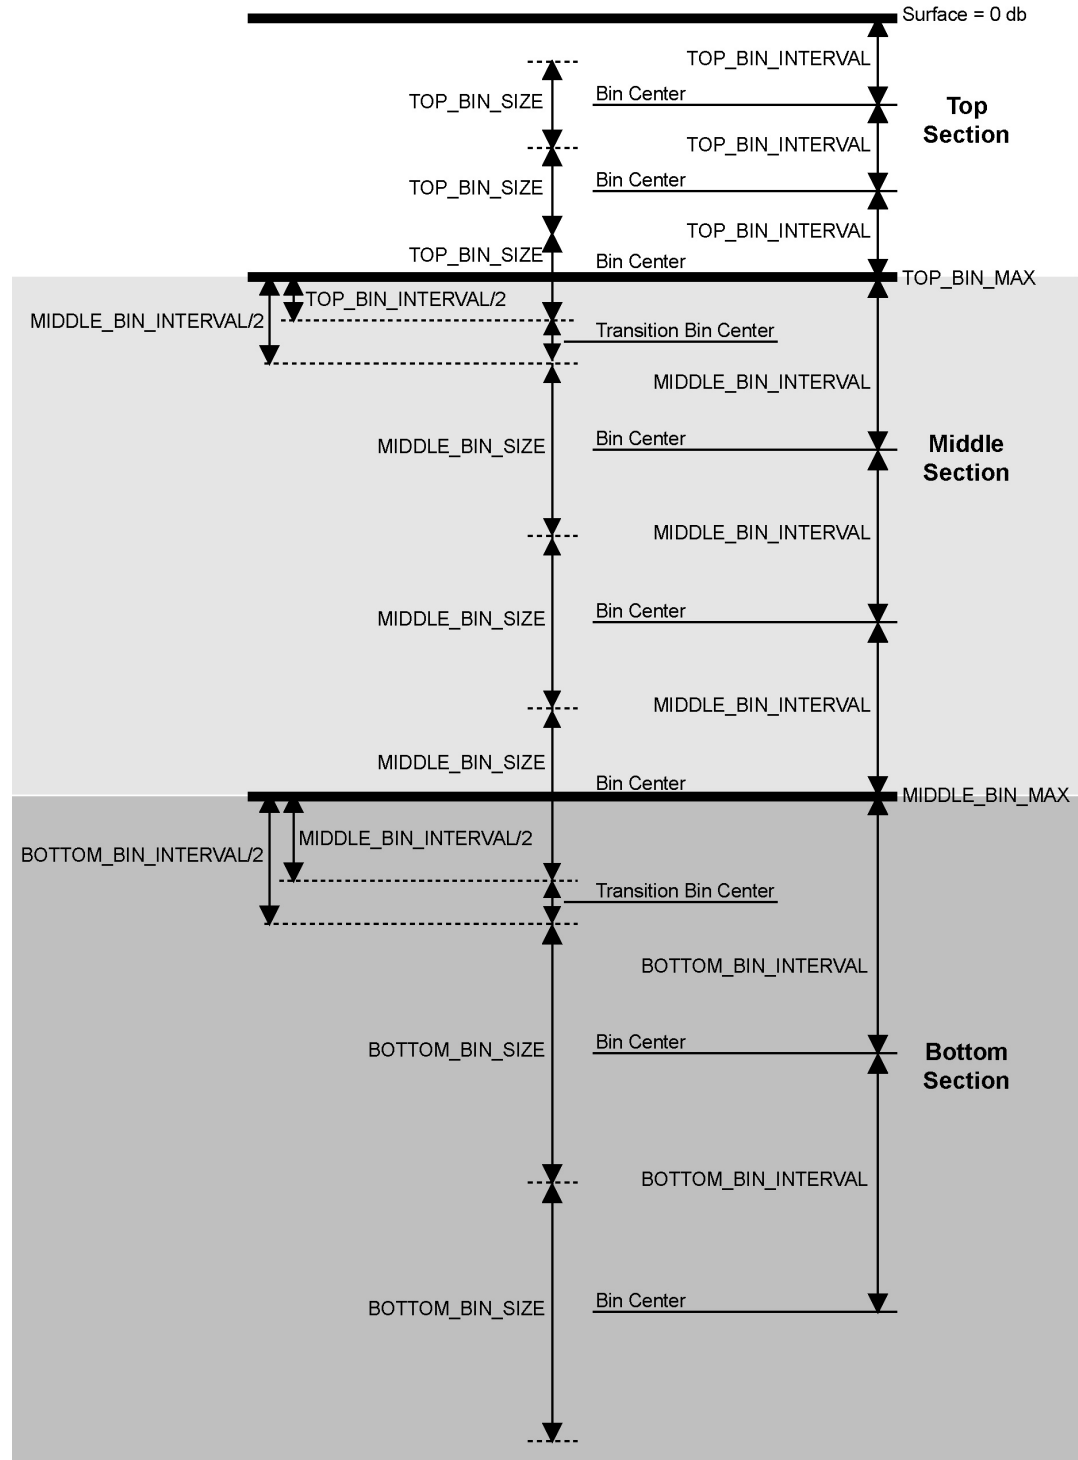 Surface = 0 db
TOP_BIN_INTERVAL
Bin Center
TOP_BIN_SIZE
Top
Section
TOP_BIN_INTERVAL
Bin Center
TOP_BIN_SIZE
TOP_BIN_INTERVAL
TOP_BIN_SIZE
Bin Center
TOP_BIN_MAX
TOP_BIN_INTERVAL/2
MIDDLE_BIN_INTERVAL/2
Transition Bin Center
MIDDLE_BIN_INTERVAL
Bin Center
MIDDLE_BIN_SIZE
Middle
Section
MIDDLE_BIN_INTERVAL
Bin Center
MIDDLE_BIN_SIZE
MIDDLE_BIN_INTERVAL
MIDDLE_BIN_SIZE
Bin Center
MIDDLE_BIN_MAX
MIDDLE_BIN_INTERVAL/2
BOTTOM_BIN_INTERVAL/2
Transition Bin Center
BOTTOM_BIN_INTERVAL
Bin Center
BOTTOM_BIN_SIZE
Bottom
Section
BOTTOM_BIN_INTERVAL
Bin Center
BOTTOM_BIN_SIZE